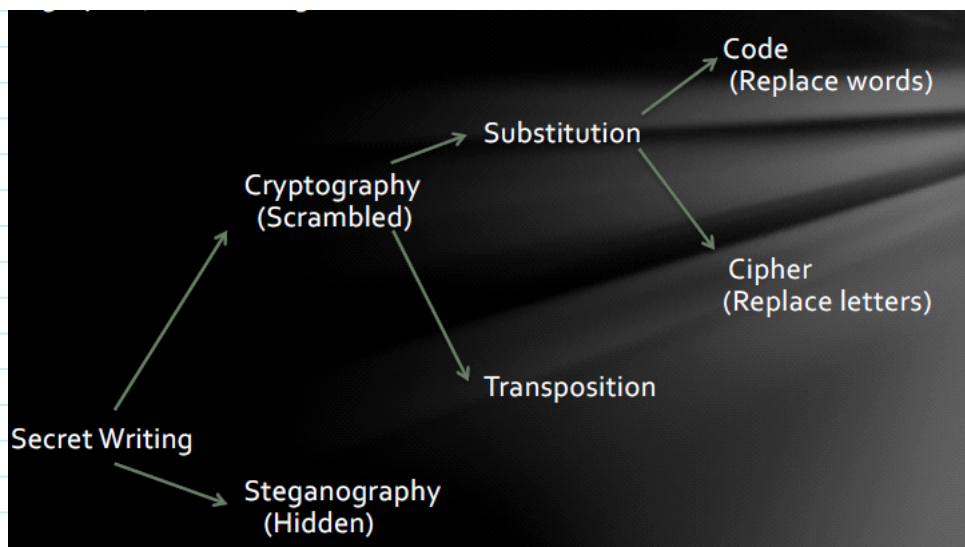 Code
(Replace words)
Substitution
Cryptography
(Scrambled)
Cipher
(Replace letters)
Transposition
Secret Writing
Steganography
(Hidden)